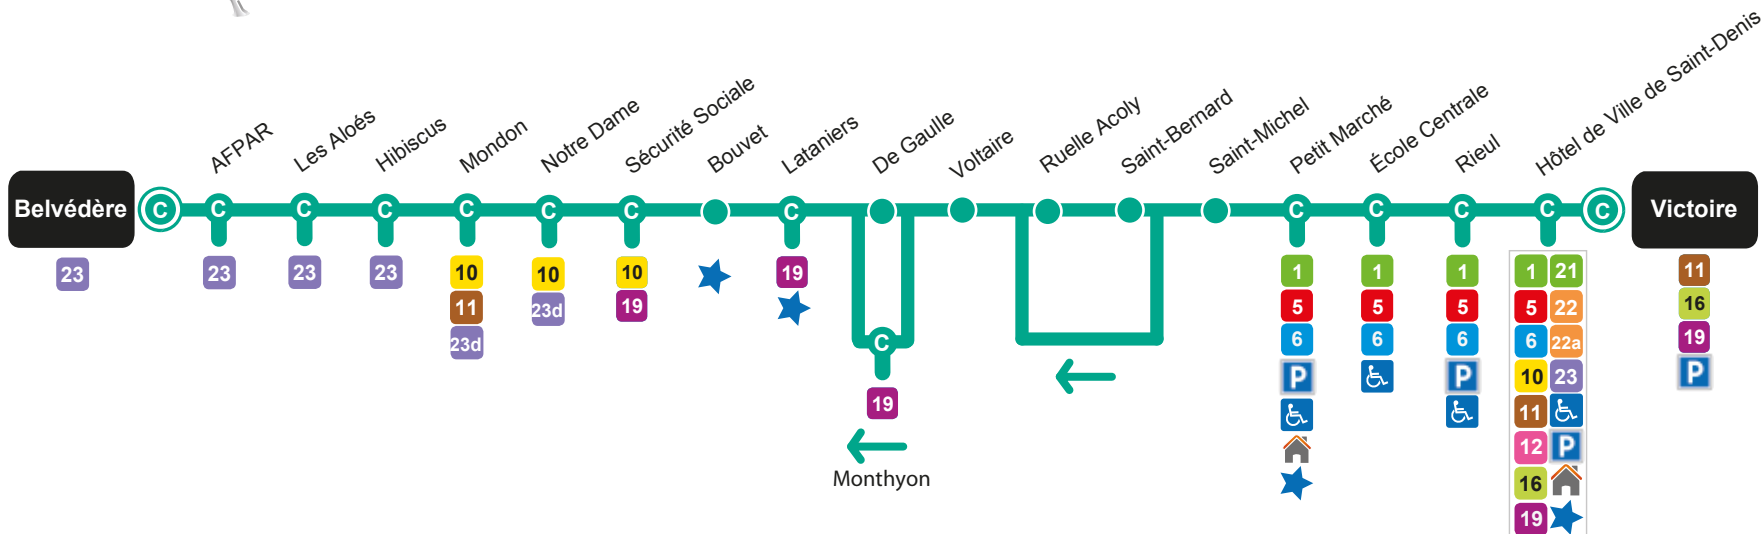 AFPAR
Les Aloés
Hibiscus
Mondon
Notre Dame
Sécurité Sociale
Bouvet
Lataniers
De Gaulle
Voltaire
Ruelle Acoly
Saint-Bernard
Saint-Michel
Petit Marché
École Centrale
Rieul
Hôtel de Ville de Saint-Denis
Belvédère
C C C C C C C C C C C C C
Victoire
23
23
23
23
10
11
23d
10
23d
10
19
19
C
19
Monthyon
1
5
6
P
1
5
6
1
5
6
P
1 21
5 22
6 22a
10 23
11
12 P
16
19
11
16
19
P